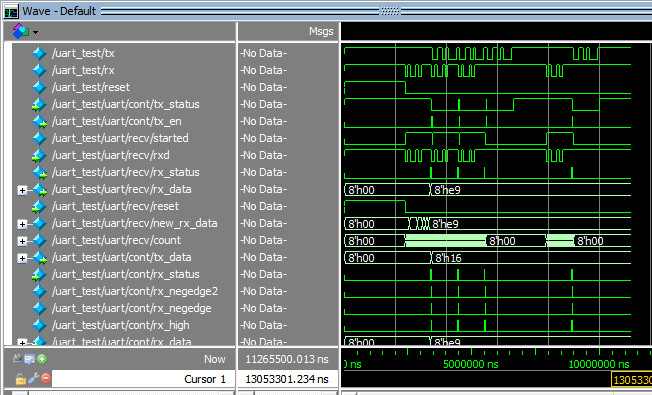 Wave - Default
Msgs
/uart_test/tx -No Data-
/uart_test/rx -No Data-
/uart_test/reset -No Data-
/uart_test/uart/cont/tx_status -No Data-
/uart_test/uart/cont/tx_en -No Data-
/uart_test/uart/recv/started -No Data-
/uart_test/uart/recv/rxd -No Data-
/uart_test/uart/recv/rx_status -No Data-
/uart_test/uart/recv/rx_data -No Data- 8'h00 8'he9
/uart_test/uart/recv/reset -No Data-
/uart_test/uart/recv/new_rx_data -No Data- 8'h00 8'he9
/uart_test/uart/recv/count -No Data- 8'h00 8'h00 8'h00
/uart_test/uart/cont/tx_data -No Data- 8'h00 8'h16
/uart_test/uart/cont/rx_status -No Data-
/uart_test/uart/cont/rx_negedge2 -No Data-
/uart_test/uart/cont/rx_negedge -No Data-
/uart_test/uart/cont/rx_high -No Data-
/uart_test/uart/cont/rx_data -No Data- 8'h00 8'he9
Now 11265500.013 ns ns 5000000 ns 10000000 ns
Cursor 1 13053301.234 ns 1305330